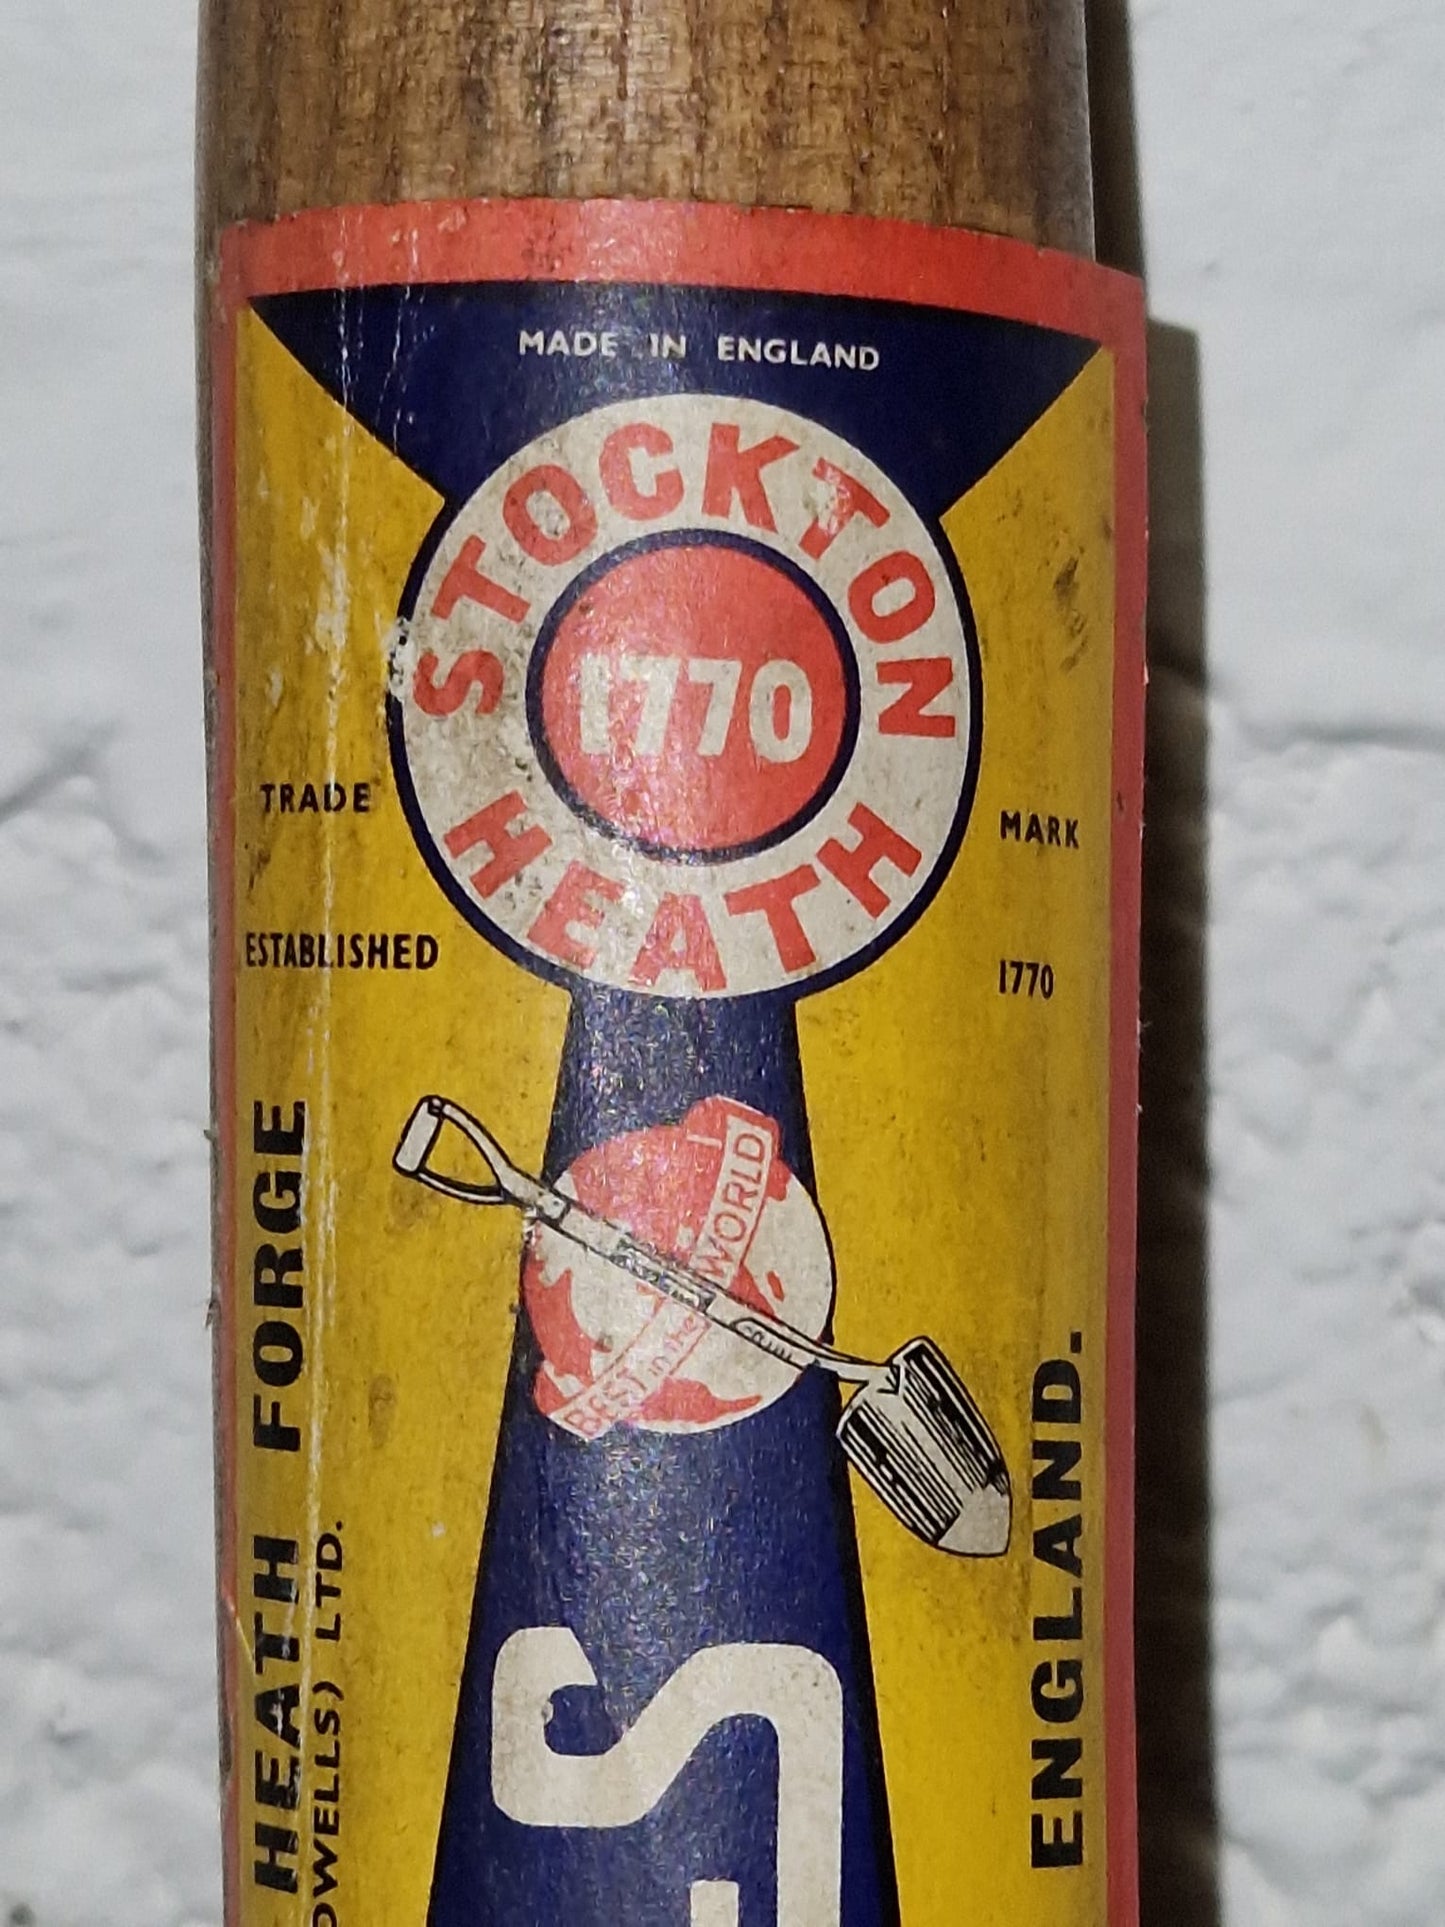 MADE IN ENGLAND
STOCKTON
1770
HEATH
TRADE MARK
ESTABLISHED 1770
WORLD
BEST in the
HEATH FORGE
LTD.
ENGLAND.